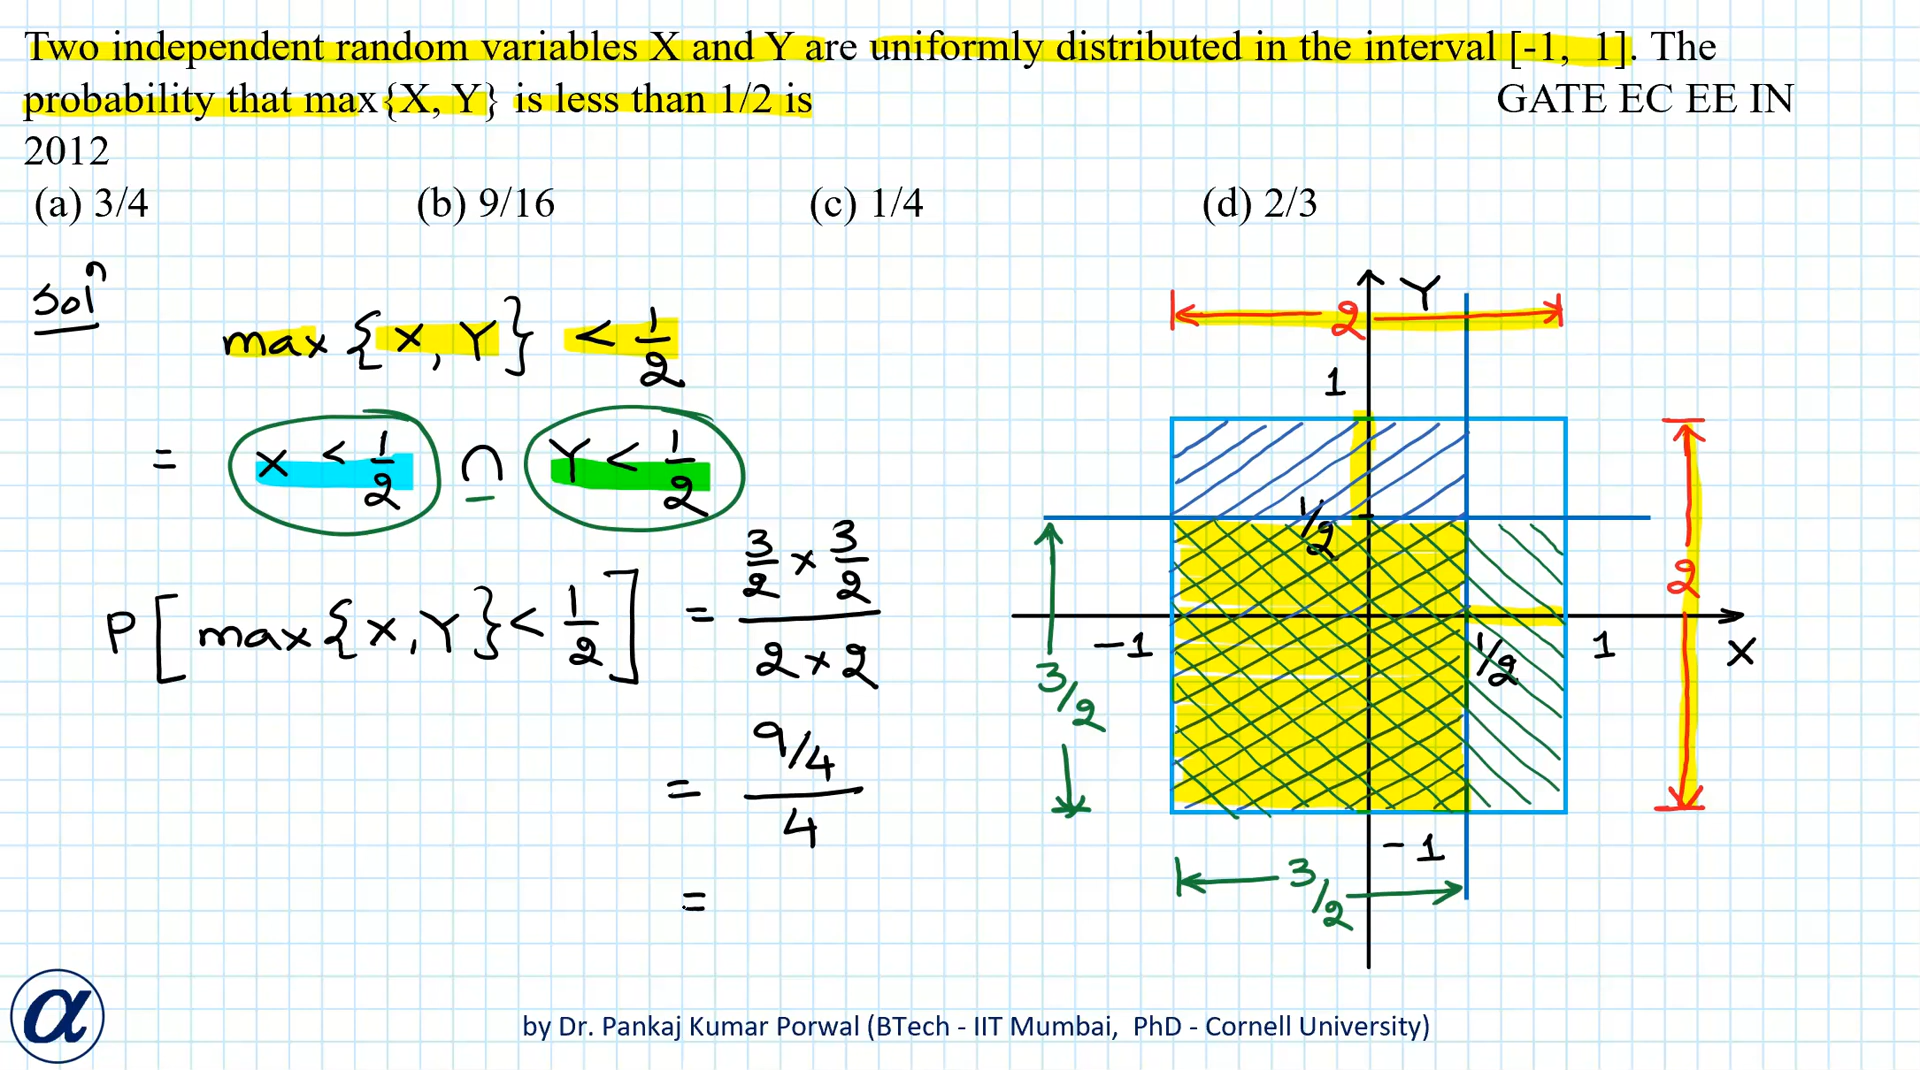 Two independent random variables X and Y are uniformly distributed in the interval [-1, 1]. The
probability that max{X, Y} is less than 1/2 is GATE EC EE IN
2012
(a) 3/4 (b) 9/16 (c) 1/4 (d) 2/3
Solⁿ
max {X, Y} < 1/2
= X < 1/2 ∩ Y < 1/2
P[max{X, Y} < 1/2] = (3/2 × 3/2)/(2 × 2)
= (9/4)/4
=
Y
2
1
1/2
2
-1
1/2
1
X
3/2
-1
3/2
α
by Dr. Pankaj Kumar Porwal (BTech - IIT Mumbai, PhD - Cornell University)